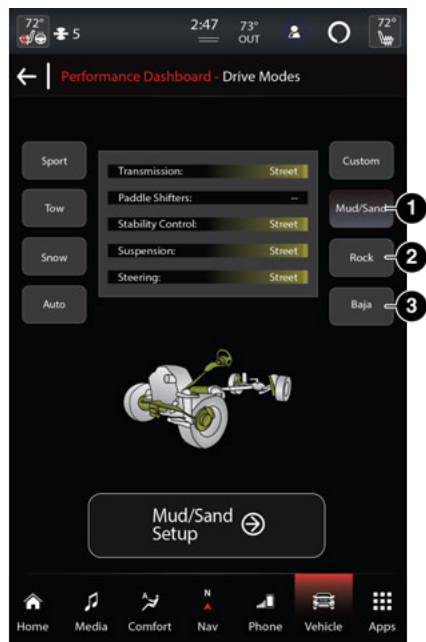 72° 5 2:47 73° OUT 72°
Performance Dashboard - Drive Modes
Sport
Tow
Snow
Auto
Transmission: Street
Paddle Shifters: --
Stability Control: Street
Suspension: Street
Steering: Street
Custom
Mud/Sand 1
Rock 2
Baja 3
Mud/Sand
Setup
N
Home Media Comfort Nav Phone Vehicle Apps